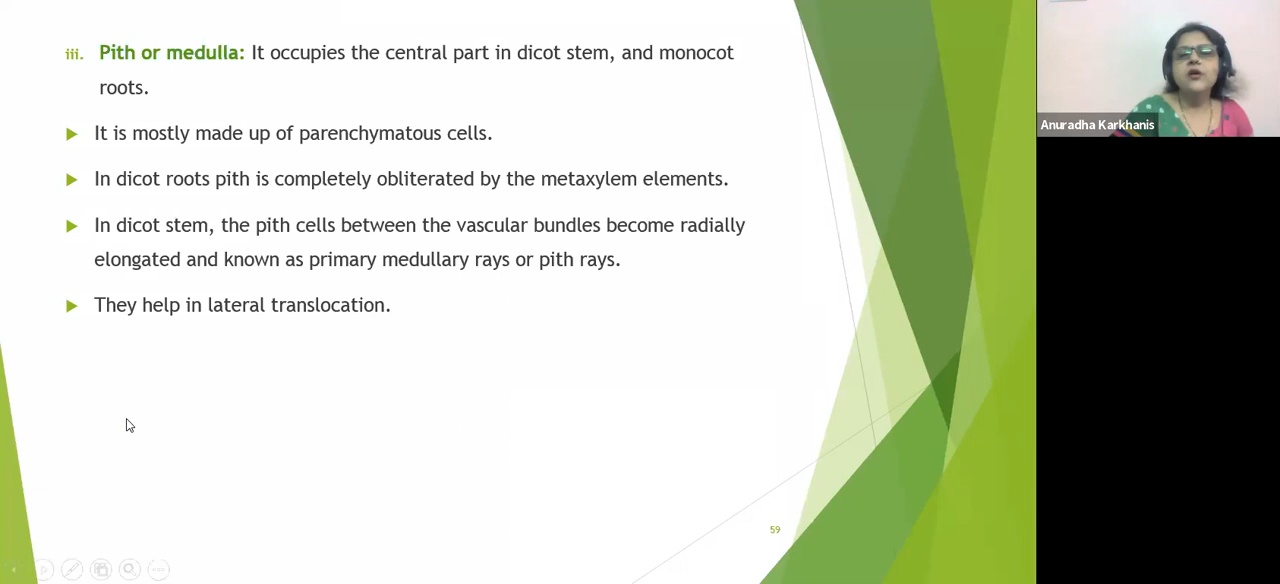 iii. Pith or medulla: It occupies the central part in dicot stem, and monocot
roots.
It is mostly made up of parenchymatous cells.
In dicot roots pith is completely obliterated by the metaxylem elements.
In dicot stem, the pith cells between the vascular bundles become radially
elongated and known as primary medullary rays or pith rays.
They help in lateral translocation.
59
Anuradha Karkhanis